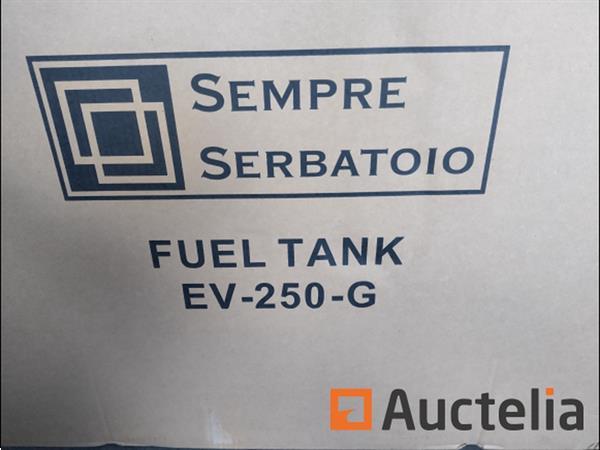 SEMPRE
SERBATOIO
FUEL TANK
EV-250-G
Auctelia